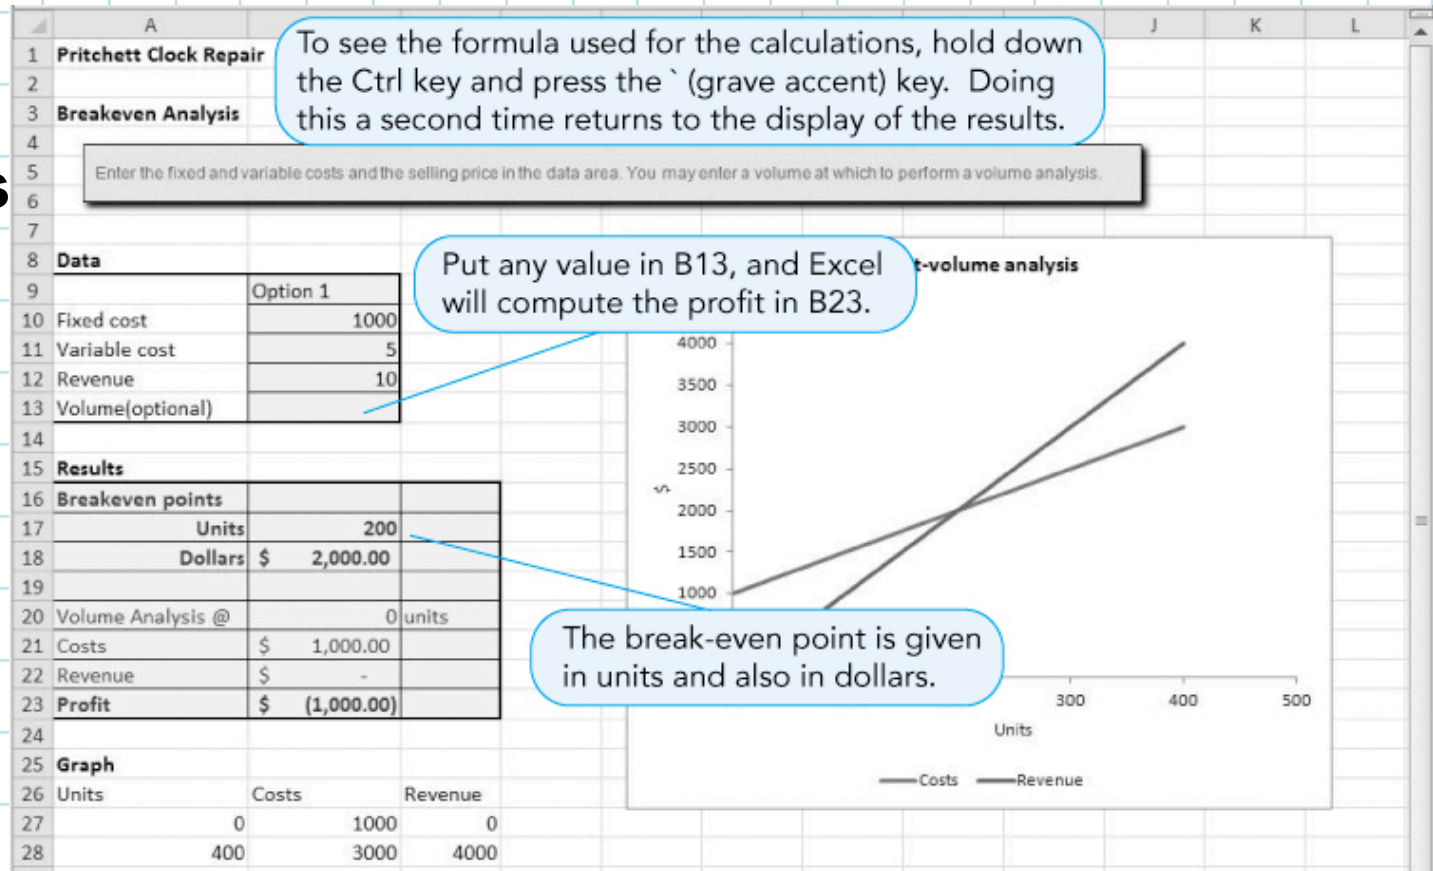 A J K L
1 Pritchett Clock Repair
To see the formula used for the calculations, hold down
the Ctrl key and press the ` (grave accent) key. Doing
this a second time returns to the display of the results.
2
3 Breakeven Analysis
4
5 Enter the fixed and variable costs and the selling price in the data area. You may enter a volume at which to perform a volume analysis.
s
6
7
8 Data
Put any value in B13, and Excel
will compute the profit in B23.
t-volume analysis
9 Option 1
10 Fixed cost 1000
11 Variable cost 5
12 Revenue 10
13 Volume(optional)
14
15 Results
16 Breakeven points
17 Units 200
18 Dollars $ 2,000.00
19
20 Volume Analysis @ 0 units
21 Costs $ 1,000.00
22 Revenue $ -
23 Profit $ (1,000.00)
24
25 Graph
26 Units Costs Revenue
27 0 1000 0
28 400 3000 4000
4000
3500
3000
2500
$
2000
1500
1000
The break-even point is given
in units and also in dollars.
300 400 500
Units
Costs Revenue